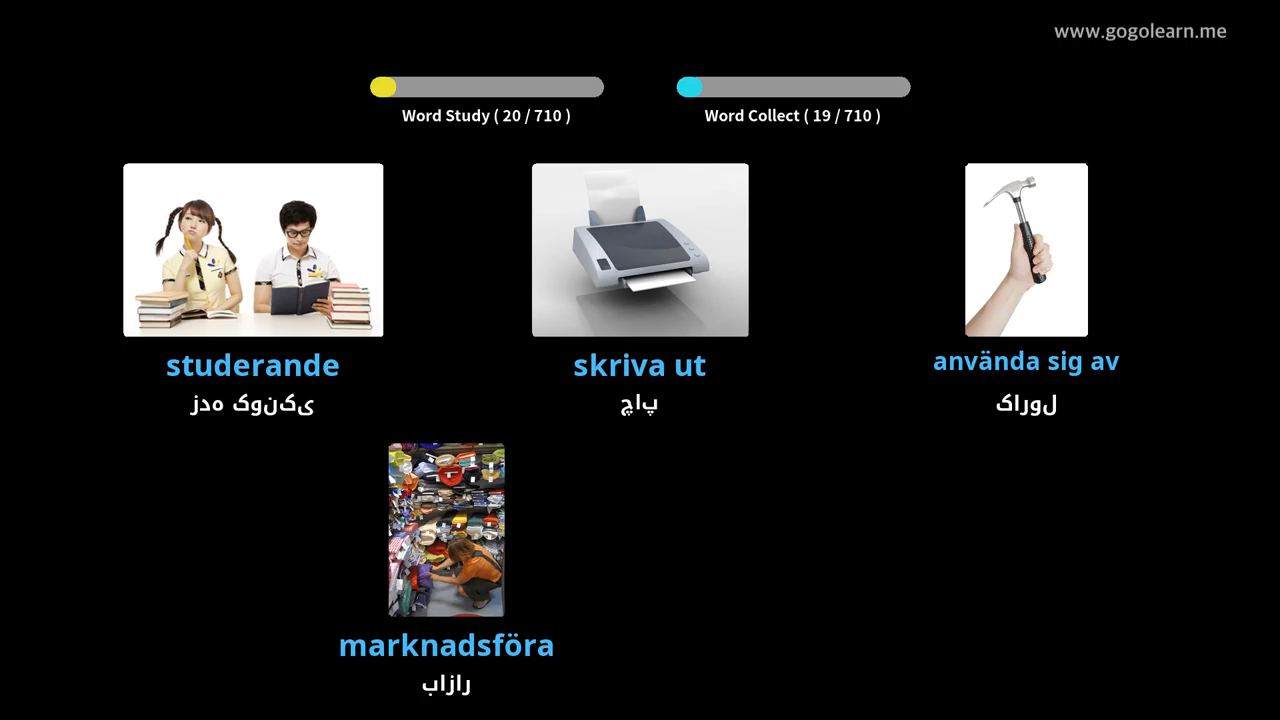 www.gogolearn.me
Word Study ( 20 / 710 )
Word Collect ( 19 / 710 )
studerande
یکنوک هدز
skriva ut
پاچ
använda sig av
لوراک
marknadsföra
رازاب